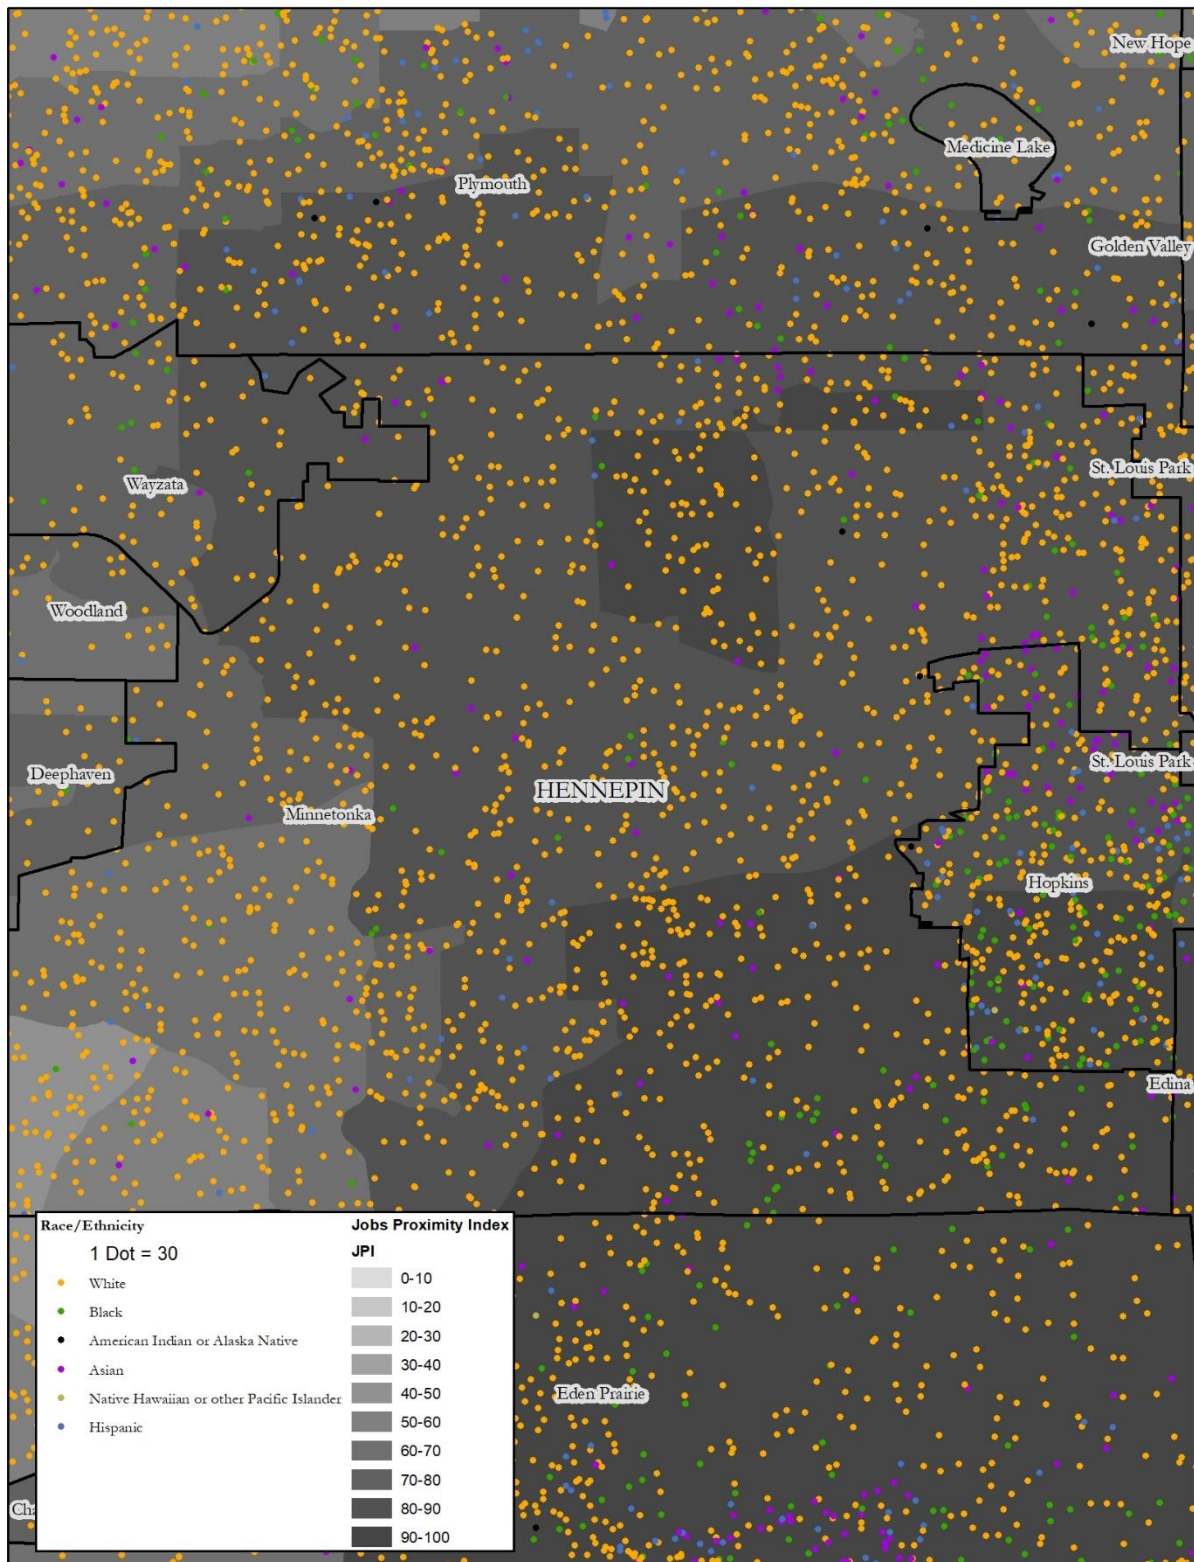 New Hope
Medicine Lake
Plymouth
Golden Valley
St. Louis Park
Wayzata
Woodland
St. Louis Park
Deephaven
HENNEPIN
Minnetonka
Hopkins
Edina
Eden Prairie
Race/Ethnicity
1 Dot = 30
White
Black
American Indian or Alaska Native
Asian
Native Hawaiian or other Pacific Islander
Hispanic
Jobs Proximity Index
JPI
0-10
10-20
20-30
30-40
40-50
50-60
60-70
70-80
80-90
90-100
Cha